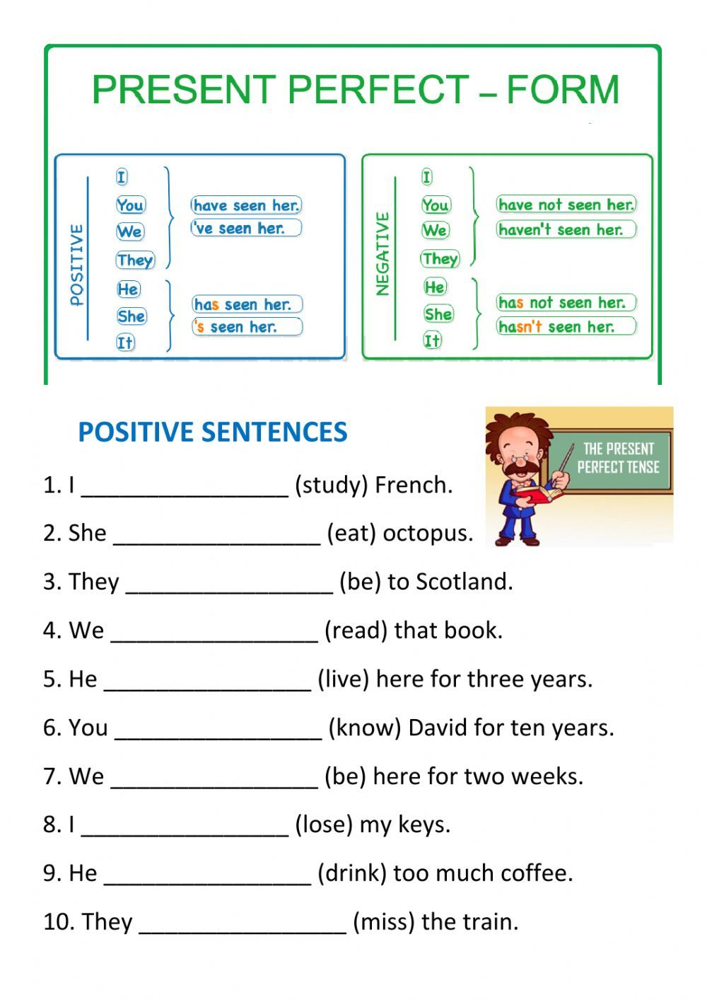 PRESENT PERFECT – FORM
POSITIVE
I
You
We
They
have seen her.
've seen her.
He
She
It
has seen her.
's seen her.
NEGATIVE
I
You
We
They
have not seen her.
haven't seen her.
He
She
It
has not seen her.
hasn't seen her.
POSITIVE SENTENCES
THE PRESENT
PERFECT TENSE
1. I ________________ (study) French.
2. She ________________ (eat) octopus.
3. They ________________ (be) to Scotland.
4. We ________________ (read) that book.
5. He ________________ (live) here for three years.
6. You ________________ (know) David for ten years.
7. We ________________ (be) here for two weeks.
8. I ________________ (lose) my keys.
9. He ________________ (drink) too much coffee.
10. They ________________ (miss) the train.